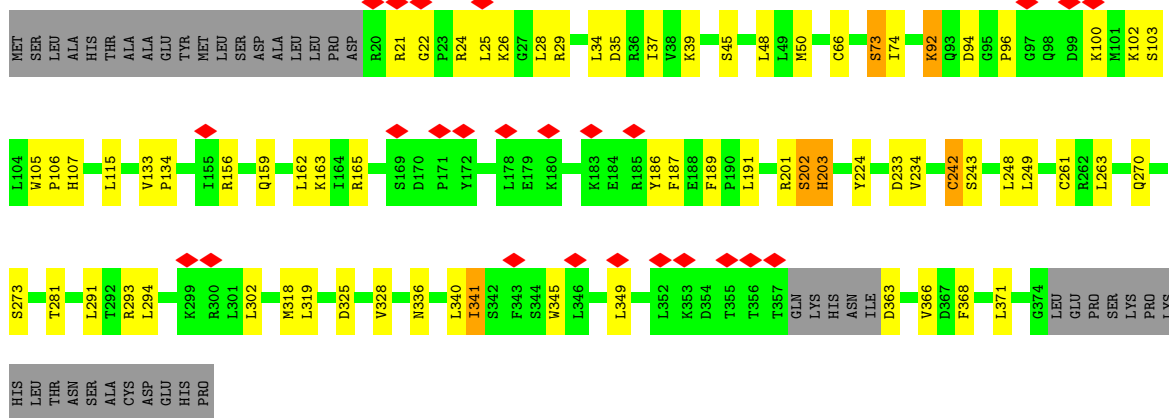 MET SER LEU ALA HIS THR ALA ALA GLU TYR MET LEU SER ASP ALA LEU LEU PRO ASP R20 R21 G22 P23 R24 L25 K26 G27 L28 R29 L34 D35 R36 I37 V38 K39 S45 L48 L49 M50 C66 S73 I74 K92 Q93 D94 G95 P96 G97 Q98 D99 K100 M101 K102 S103
L104 W105 P106 H107 L115 V133 P134 I155 R156 Q159 L162 K163 I164 R165 S169 D170 P171 Y172 L178 E179 K180 K183 E184 R185 Y186 F187 E188 F189 P190 L191 R201 S202 H203 Y224 D233 V234 C242 S243 L248 L249 C261 R262 L263 Q270
S273 T281 L291 T292 R293 L294 K299 R300 L301 L302 M318 L319 D325 V328 N336 L340 I341 S342 F343 S344 W345 L346 L349 L352 K353 D354 T355 T356 T357 GLN LYS HIS ASN ILE D363 V366 D367 F368 L371 G374 LEU GLU PRO SER LYS PRO LYS
HIS LEU THR ASN SER ALA CYS ASP GLU HIS PRO